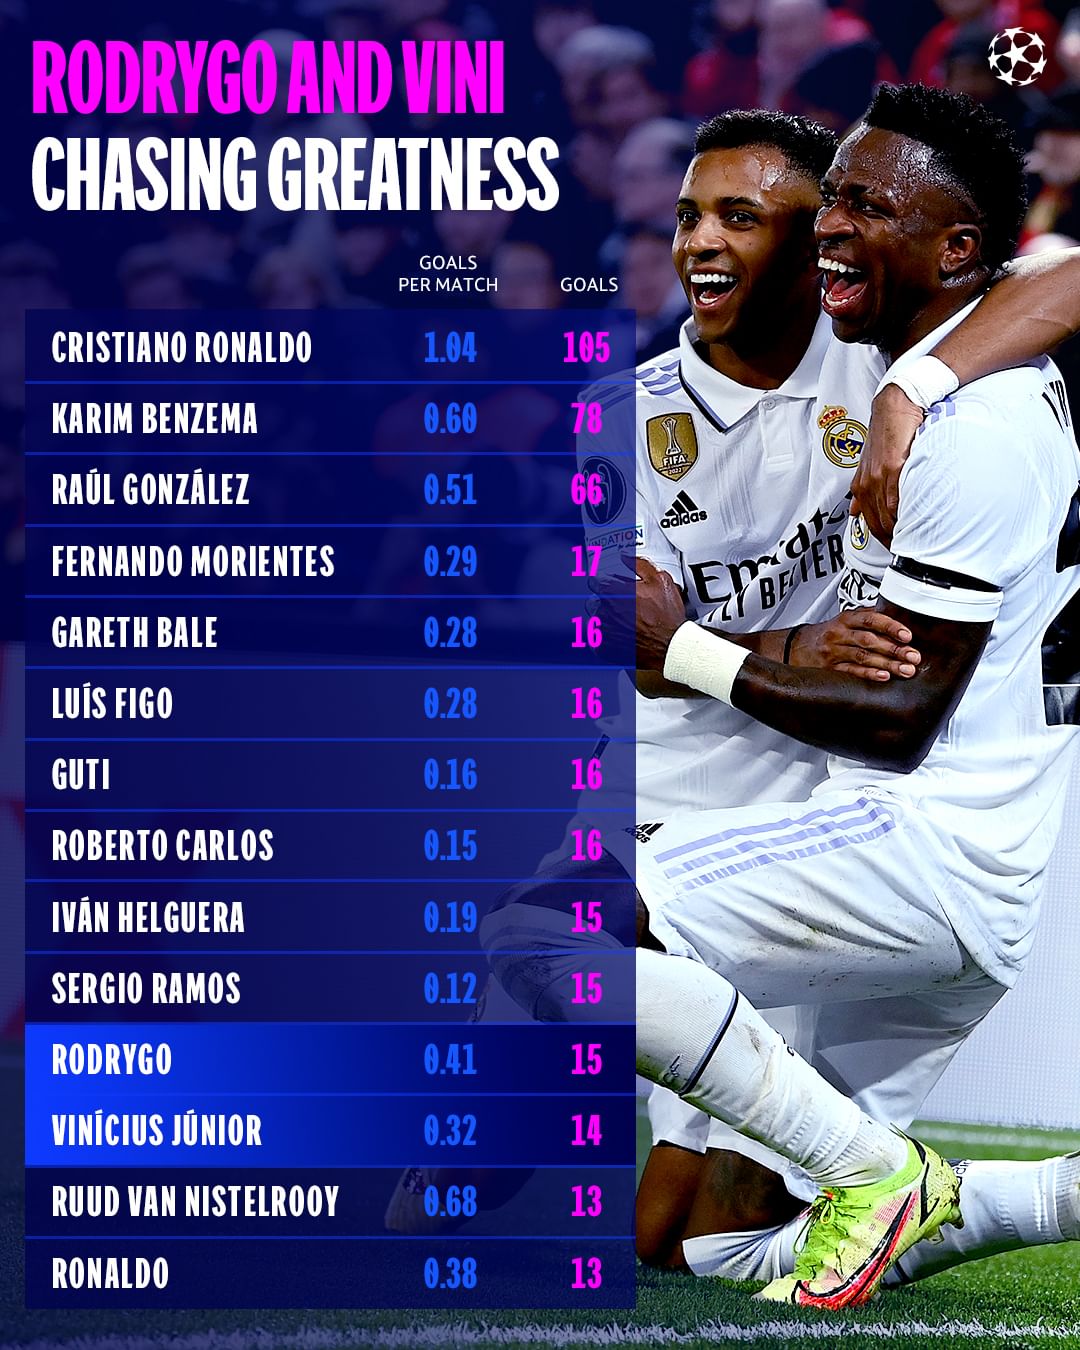 RODRYGO AND VINI
CHASING GREATNESS
GOALS
PER MATCH
GOALS
CRISTIANO RONALDO 1.04 105
KARIM BENZEMA 0.60 78
RAÚL GONZÁLEZ 0.51 66
FERNANDO MORIENTES 0.29 17
GARETH BALE 0.28 16
LUÍS FIGO 0.28 16
GUTI 0.16 16
ROBERTO CARLOS 0.15 16
IVÁN HELGUERA 0.19 15
SERGIO RAMOS 0.12 15
RODRYGO 0.41 15
VINÍCIUS JÚNIOR 0.32 14
RUUD VAN NISTELROOY 0.68 13
RONALDO 0.38 13
FIFA
2022
adidas